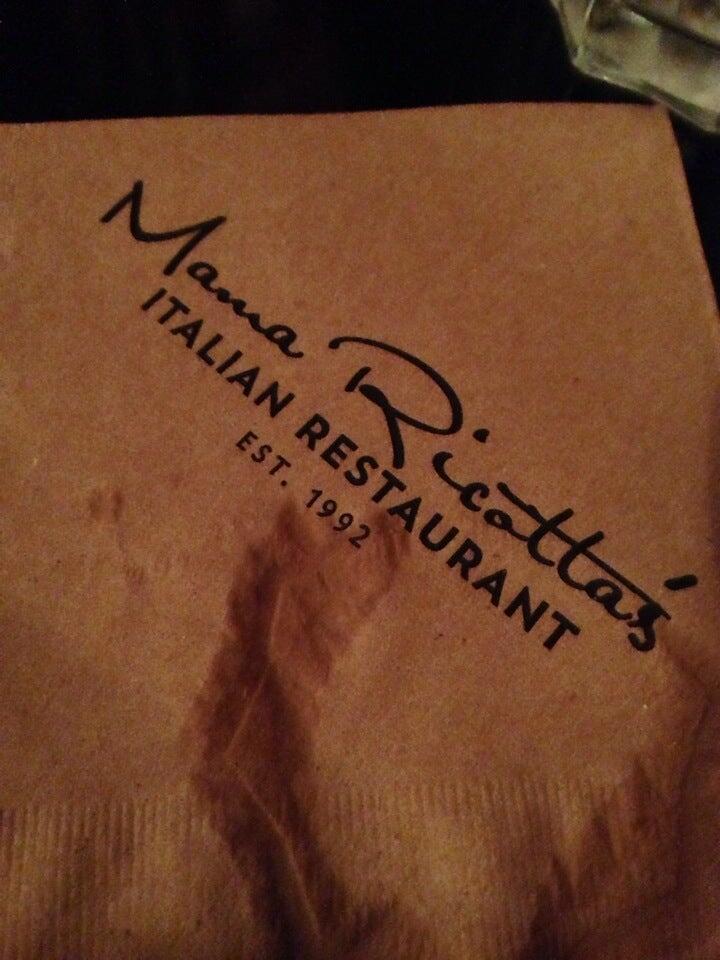 Mama Ricotta's
ITALIAN RESTAURANT
EST. 1992